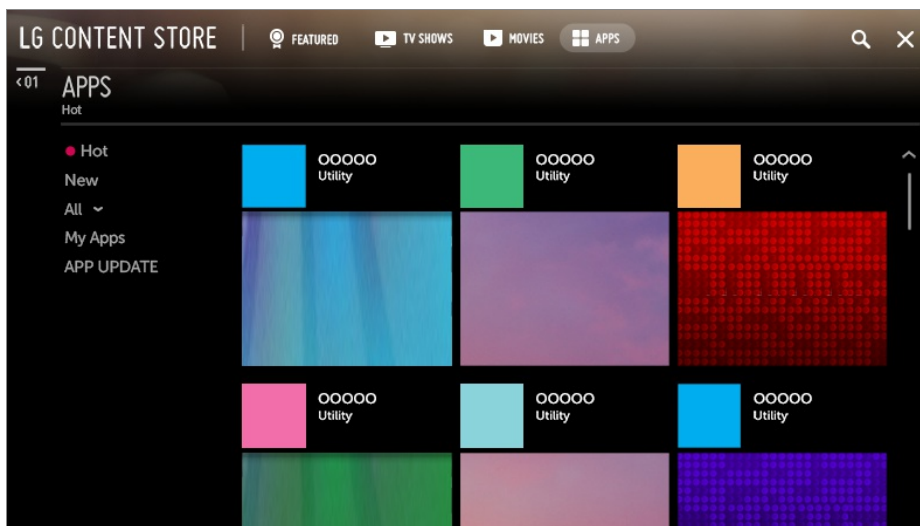 LG CONTENT STORE FEATURED TV SHOWS MOVIES APPS
<01 APPS
Hot
Hot
New
All
My Apps
APP UPDATE
OOOOO
Utility
OOOOO
Utility
OOOOO
Utility
OOOOO
Utility
OOOOO
Utility
OOOOO
Utility